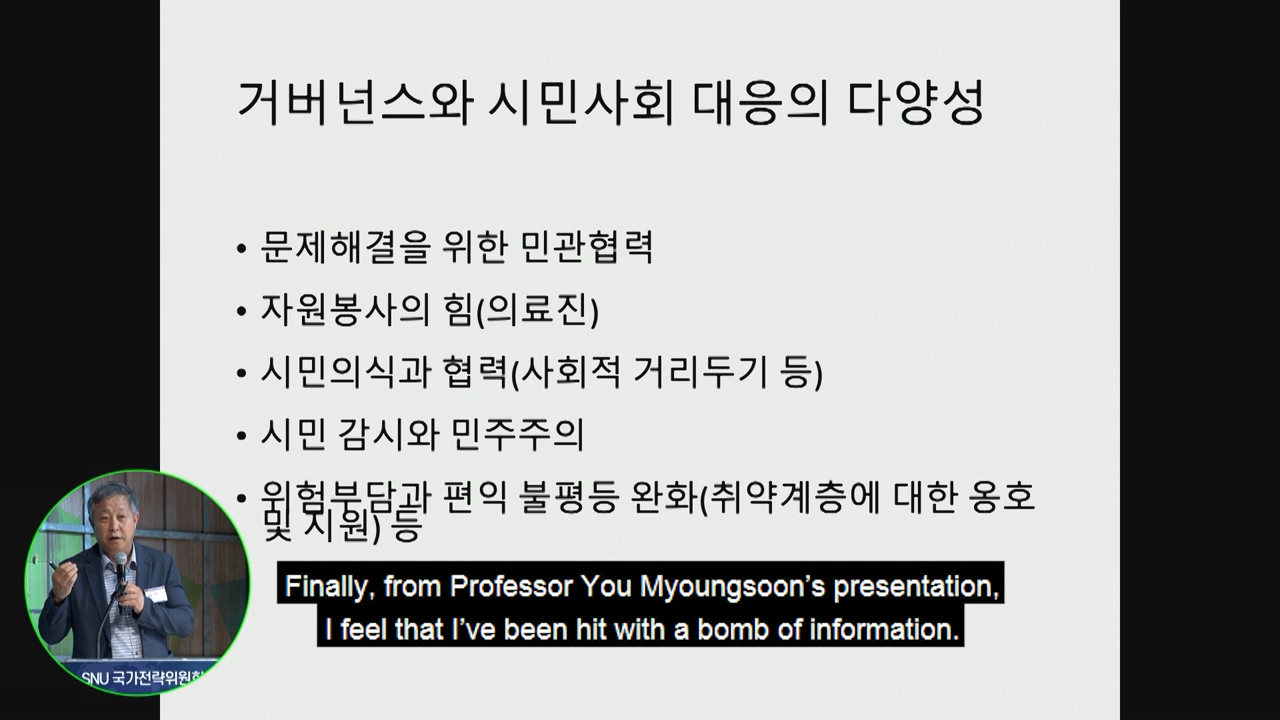 거버넌스와 시민사회 대응의 다양성
• 문제해결을 위한 민관협력
• 자원봉사의 힘(의료진)
• 시민의식과 협력(사회적 거리두기 등)
• 시민 감시와 민주주의
• 위험부담과 편익 불평등 완화(취약계층에 대한 옹호
및 지원) 등
Finally, from Professor You Myoungsoon's presentation,
I feel that I've been hit with a bomb of information.
SNU 국가전략위원회